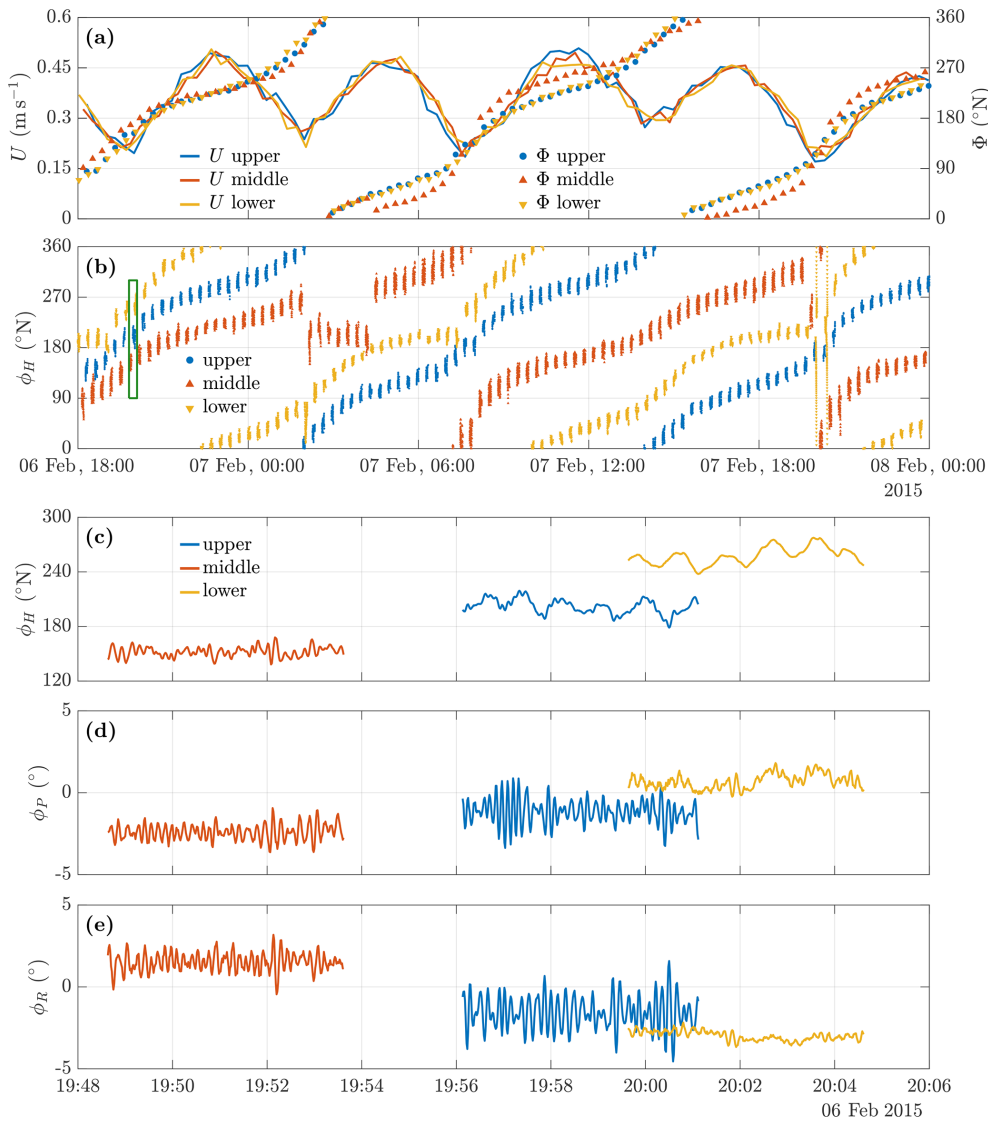 (a)
0.6
0.45
0.3
0.15
0
U (m s⁻¹)
360
270
180
90
0
Φ (°N)
U upper
U middle
U lower
Φ upper
Φ middle
Φ lower
(b)
360
270
180
90
0
ϕH (°N)
upper
middle
lower
06 Feb, 18:00 07 Feb, 00:00 07 Feb, 06:00 07 Feb, 12:00 07 Feb, 18:00 08 Feb, 00:00
2015
(c)
300
240
180
120
ϕH (°N)
upper
middle
lower
(d)
5
0
-5
ϕP (°)
(e)
5
0
-5
ϕR (°)
19:48 19:50 19:52 19:54 19:56 19:58 20:00 20:02 20:04 20:06
06 Feb 2015